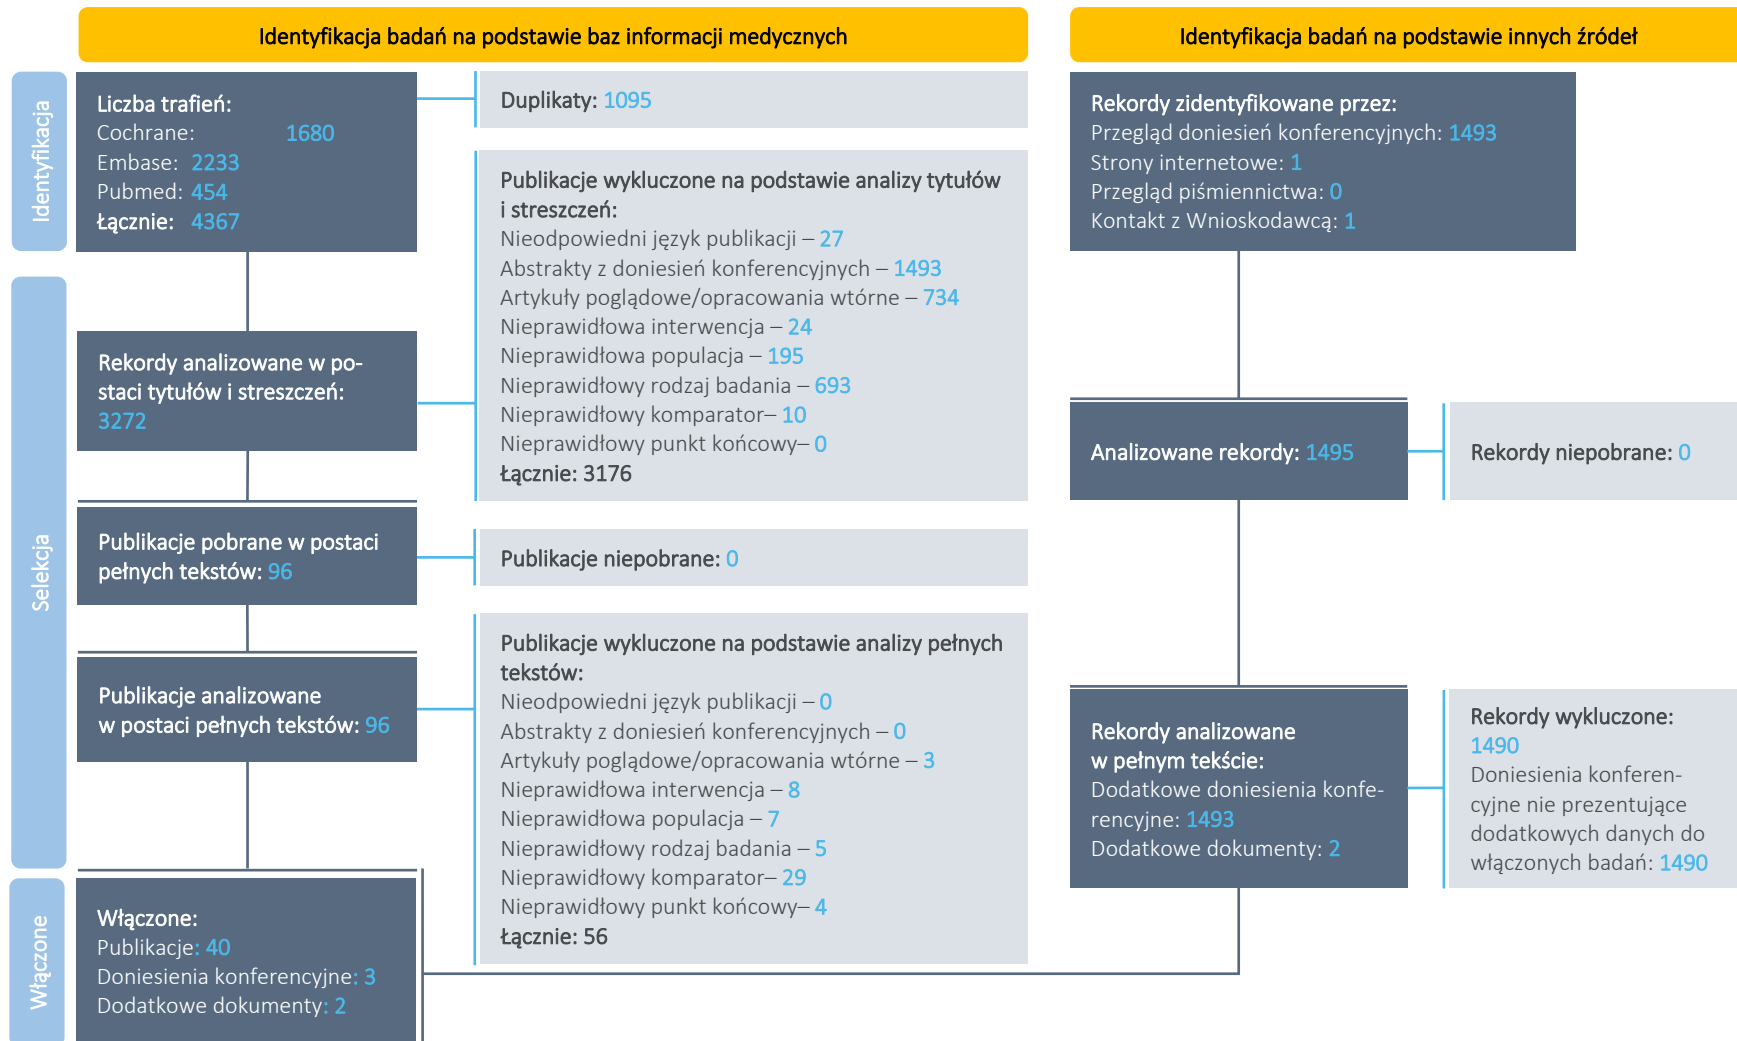 Identyfikacja badań na podstawie baz informacji medycznych
Identyfikacja badań na podstawie innych źródeł
Identyfikacja
Liczba trafień:
Cochrane: 1680
Embase: 2233
Pubmed: 454
Łącznie: 4367
Duplikaty: 1095
Publikacje wykluczone na podstawie analizy tytułów
i streszczeń:
Nieodpowiedni język publikacji – 27
Abstrakty z doniesień konferencyjnych – 1493
Artykuły poglądowe/opracowania wtórne – 734
Nieprawidłowa interwencja – 24
Nieprawidłowa populacja – 195
Nieprawidłowy rodzaj badania – 693
Nieprawidłowy komparator– 10
Nieprawidłowy punkt końcowy– 0
Łącznie: 3176
Rekordy zidentyfikowane przez:
Przegląd doniesień konferencyjnych: 1493
Strony internetowe: 1
Przegląd piśmiennictwa: 0
Kontakt z Wnioskodawcą: 1
Selekcja
Rekordy analizowane w po-
staci tytułów i streszczeń:
3272
Analizowane rekordy: 1495
Rekordy niepobrane: 0
Publikacje pobrane w postaci
pełnych tekstów: 96
Publikacje niepobrane: 0
Publikacje analizowane
w postaci pełnych tekstów: 96
Publikacje wykluczone na podstawie analizy pełnych
tekstów:
Nieodpowiedni język publikacji – 0
Abstrakty z doniesień konferencyjnych – 0
Artykuły poglądowe/opracowania wtórne – 3
Nieprawidłowa interwencja – 8
Nieprawidłowa populacja – 7
Nieprawidłowy rodzaj badania – 5
Nieprawidłowy komparator– 29
Nieprawidłowy punkt końcowy– 4
Łącznie: 56
Rekordy analizowane
w pełnym tekście:
Dodatkowe doniesienia konfe-
rencyjne: 1493
Dodatkowe dokumenty: 2
Rekordy wykluczone:
1490
Doniesienia konferen-
cyjne nie prezentujące
dodatkowych danych do
włączonych badań: 1490
Włączone
Włączone:
Publikacje: 40
Doniesienia konferencyjne: 3
Dodatkowe dokumenty: 2